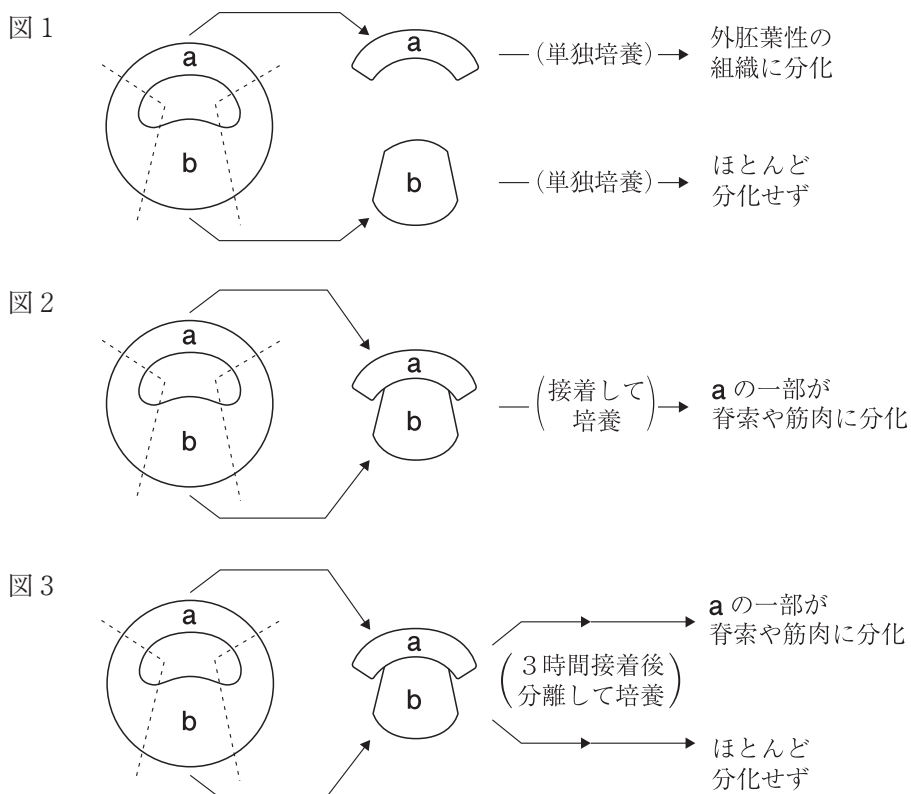 図1
a
b
a
(単独培養)
外胚葉性の
組織に分化
b
(単独培養)
ほとんど
分化せず
図2
a
b
a
b
(接着して
培養)
aの一部が
脊索や筋肉に分化
図3
a
b
a
b
(3時間接着後
分離して培養)
aの一部が
脊索や筋肉に分化
ほとんど
分化せず